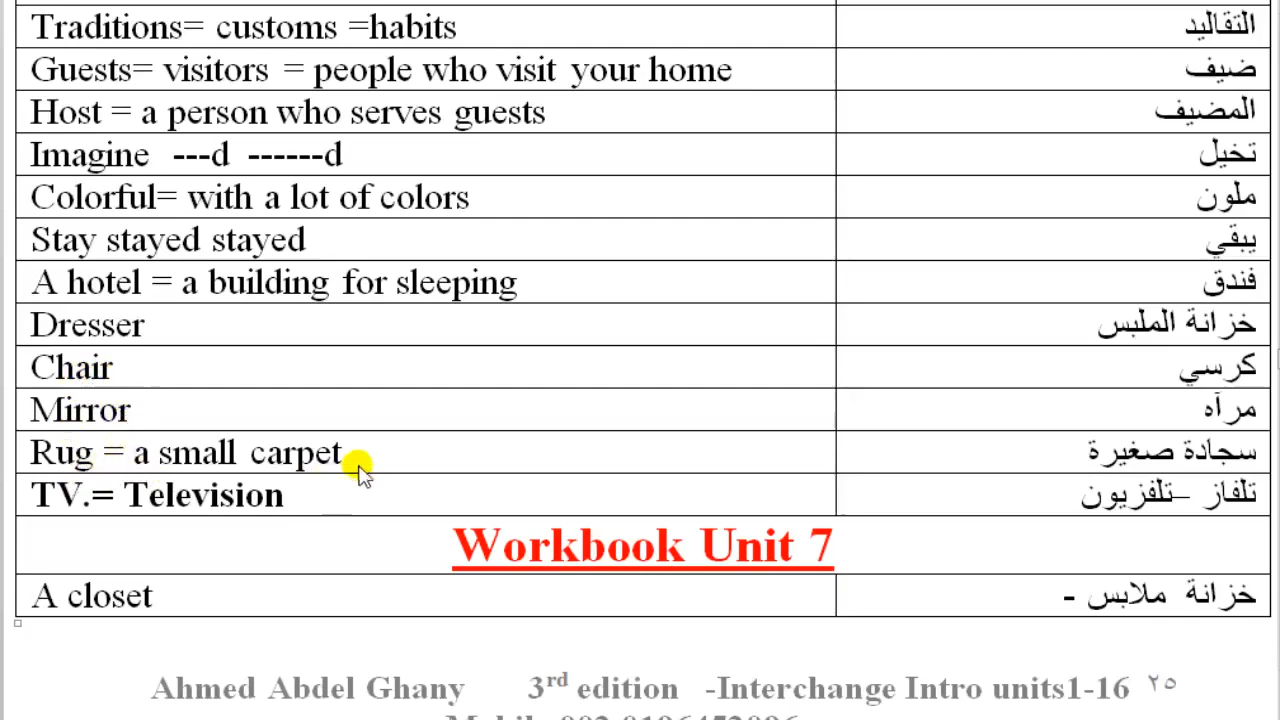 Traditions= customs =habits التقاليد
Guests= visitors = people who visit your home ضيف
Host = a person who serves guests المضيف
Imagine ---d ------d تخيل
Colorful= with a lot of colors ملون
Stay stayed stayed يبقي
A hotel = a building for sleeping فندق
Dresser خزانة الملبس
Chair كرسي
Mirror مرآه
Rug = a small carpet سجادة صغيرة
TV.= Television تلفاز –تلفزيون
Workbook Unit 7
A closet خزانة ملابس -
Ahmed Abdel Ghany 3rd edition -Interchange Intro units1-16 ٢٥